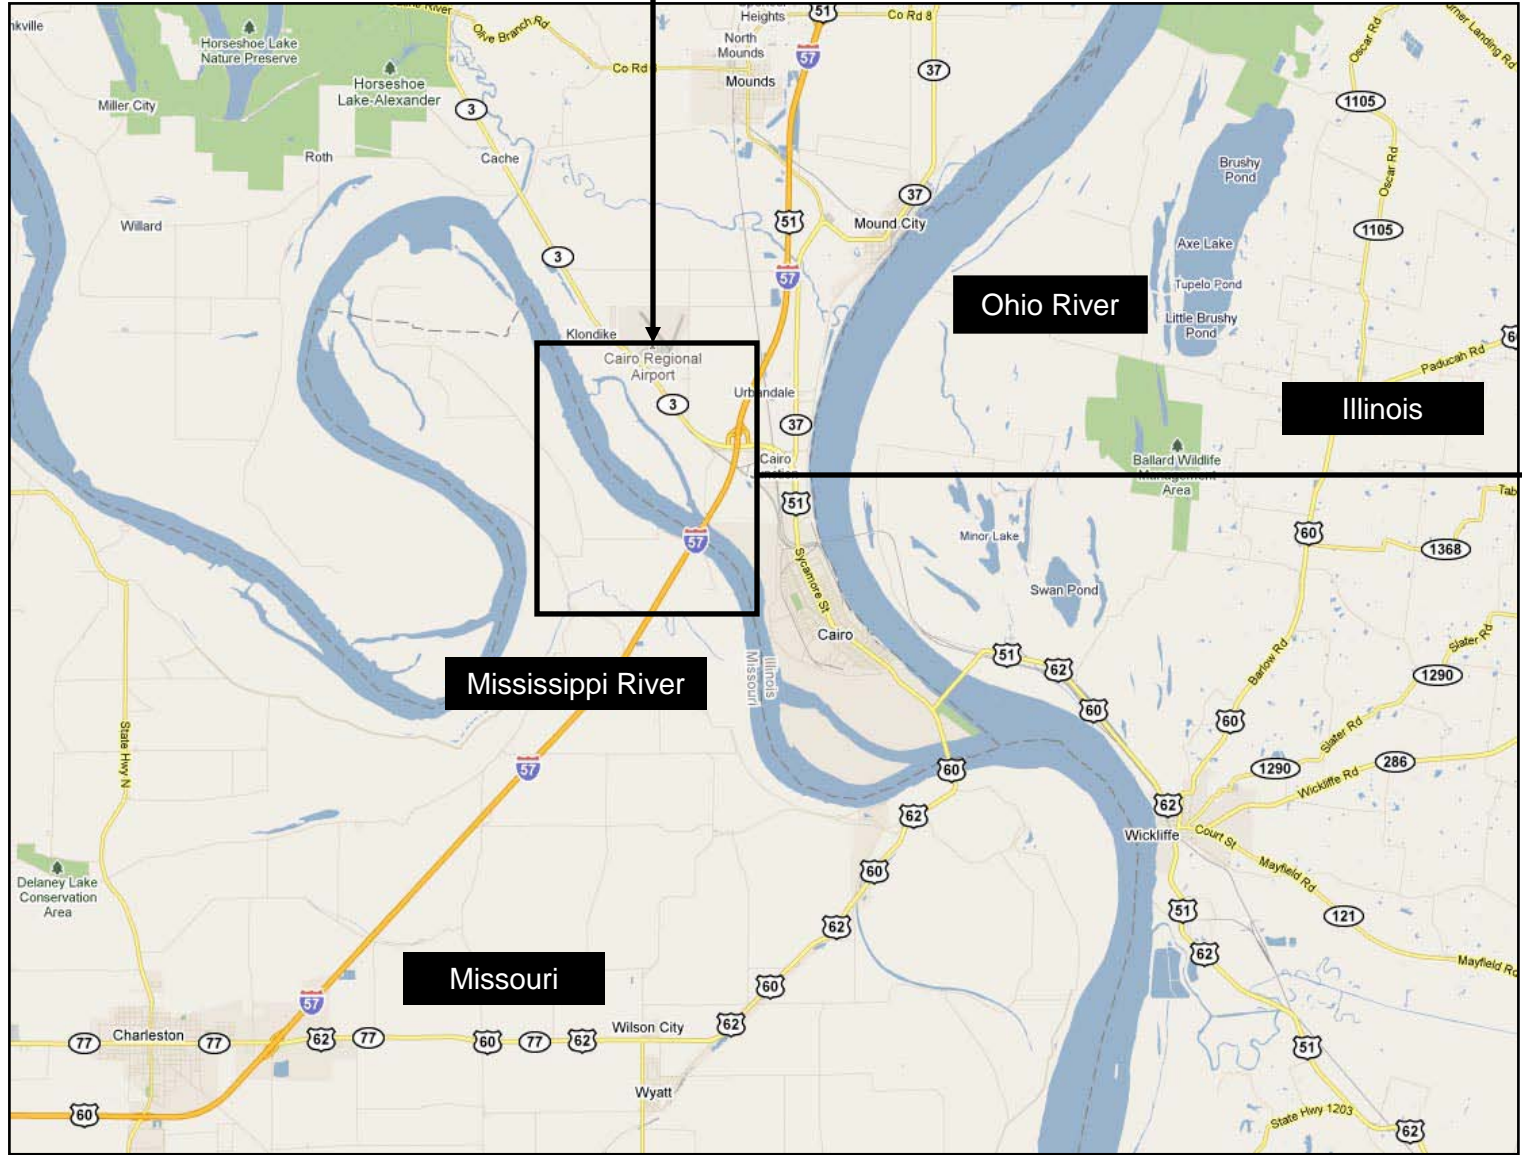 51
Heights
Co Rd 8
Olive Branch Rd
Horseshoe Lake
Nature Preserve
North
Mounds
57
Oscar Rd
Co Rd
37
Mounds
Horseshoe
Lake-Alexander
Miller City
3
1105
Roth
Cache
Brushy
Pond
Oscar Rd
37
Willard
51
Mound City
1105
Axe Lake
3
57
Tupelo Pond
Ohio River
Little Brushy
Pond
Klondike
Cairo Regional
Airport
Paducah Rd
Urbandale
3
Illinois
37
Cairo
Junction
Ballard Wildlife
Management
Area
51
57
Minor Lake
60
1368
Sycamore St
Swan Pond
Cairo
Slater Rd
51
62
Barlow Rd
1290
Illinois
Missouri
Mississippi River
60
60
State Hwy N
Slater Rd
57
60
1290
286
Wickliffe Rd
62
62
Wickliffe
Court St
60
Mayfield Rd
Delaney Lake
Conservation
Area
62
51
121
62
Mayfield Rd
Missouri
60
57
62
Wilson City
77
Charleston
77
62
77
60
77
62
51
Wyatt
60
State Hwy 1203
62